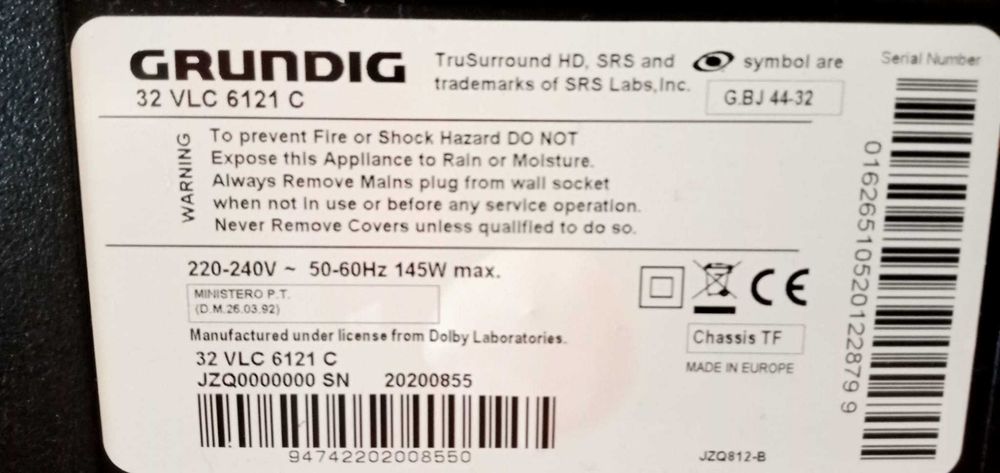 GRUNDIG
32 VLC 6121 C
TruSurround HD, SRS and symbol are
trademarks of SRS Labs,Inc.
G.BJ 44-32
Serial Number
WARNING
To prevent Fire or Shock Hazard DO NOT
Expose this Appliance to Rain or Moisture.
Always Remove Mains plug from wall socket
when not in use or before any service operation.
Never Remove Covers unless qualified to do so.
016265105201228799
220-240V ~ 50-60Hz 145W max.
MINISTERO P.T.
(D.M.26.03.92)
CE
Manufactured under license from Dolby Laboratories.
Chassis TF
32 VLC 6121 C
MADE IN EUROPE
JZQ0000000 SN 20200855
94742202008550
JZQ812-B